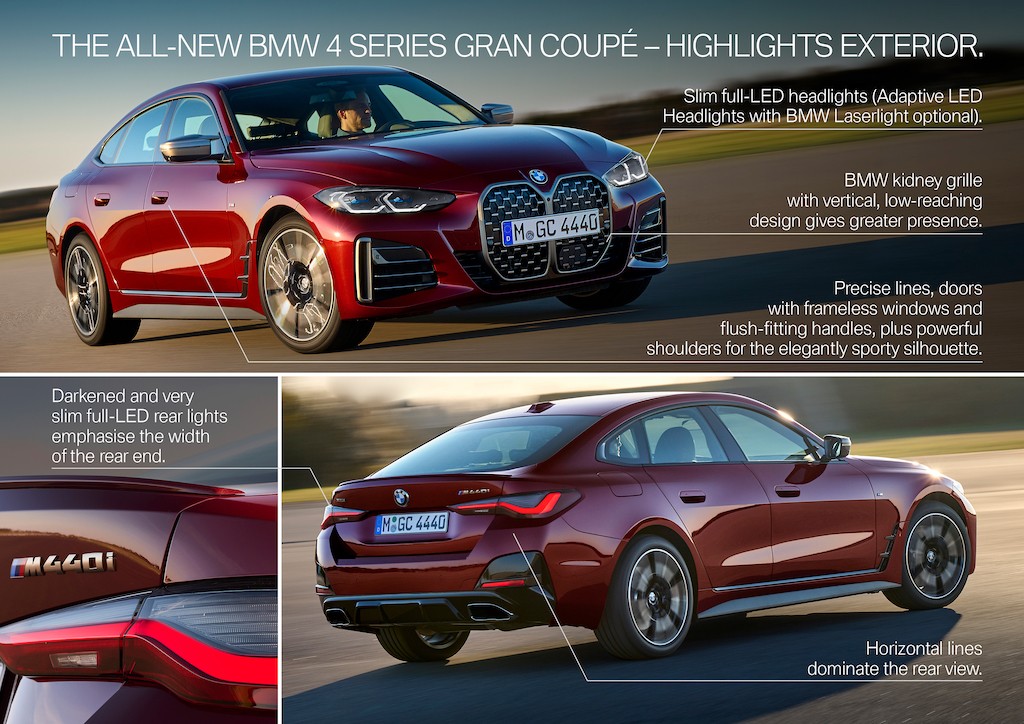 THE ALL-NEW BMW 4 SERIES GRAN COUPÉ – HIGHLIGHTS EXTERIOR.
Slim full-LED headlights (Adaptive LED
Headlights with BMW Laserlight optional).
BMW kidney grille
with vertical, low-reaching
design gives greater presence.
M GC 4440
Precise lines, doors
with frameless windows and
flush-fitting handles, plus powerful
shoulders for the elegantly sporty silhouette.
Darkened and very
slim full-LED rear lights
emphasise the width
of the rear end.
M440i
M440i
M GC 4440
Horizontal lines
dominate the rear view.